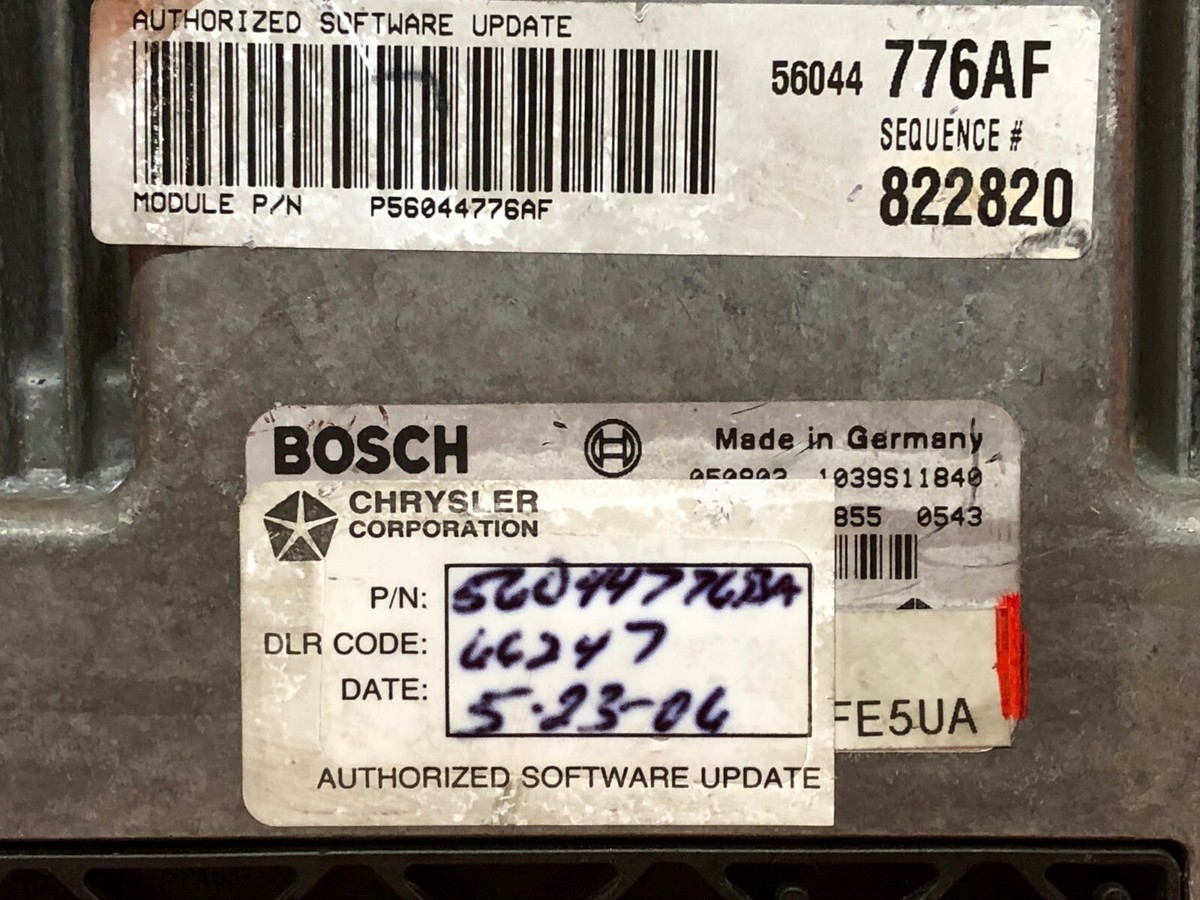 AUTHORIZED SOFTWARE UPDATE
56044 776AF
SEQUENCE #
822820
MODULE P/N P56044776AF
BOSCH
Made in Germany
050802 1039S11840
855 0543
CHRYSLER
CORPORATION
P/N: 56044776BA
DLR CODE: 66247
DATE: 5-23-06
FE5UA
AUTHORIZED SOFTWARE UPDATE